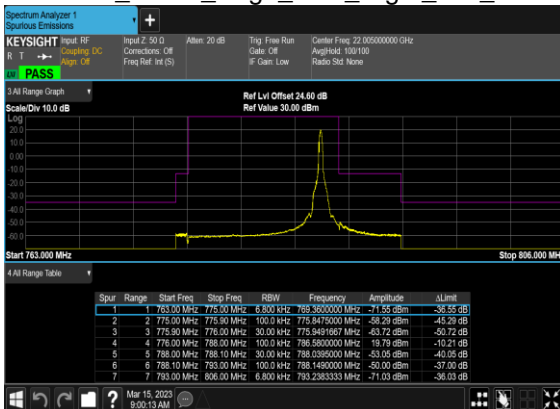 Spectrum Analyzer 1
Spurious Emissions
+
KEYSIGHT Input: RF Input Z: 50 Ω Atten: 20 dB Trig: Free Run Center Freq: 22.005000000 GHz
R T Coupling: DC Corrections: Off Gate: Off Avg|Hold: 100/100
Align: Off Freq Ref: Int (S) IF Gain: Low Radio Std: None
PASS
3 All Range Graph
Ref Lvl Offset 24.60 dB
Scale/Div 10.0 dB Ref Value 30.00 dBm
Log
20.0
10.0
0.00
-10.0
-20.0
-30.0
-40.0
-50.0
-60.0
Start 763.000 MHz Stop 806.000 MHz
4 All Range Table
Spur Range Start Freq Stop Freq RBW Frequency Amplitude ΔLimit
1 1 763.00 MHz 775.00 MHz 6.800 kHz 769.3600000 MHz -71.55 dBm -36.55 dB
2 2 775.00 MHz 775.90 MHz 100.0 kHz 775.8475000 MHz -58.29 dBm -45.29 dB
3 3 775.90 MHz 776.00 MHz 30.00 kHz 775.9491667 MHz -63.72 dBm -50.72 dB
4 4 776.00 MHz 788.00 MHz 100.0 kHz 786.5800000 MHz 19.79 dBm -10.21 dB
5 5 788.00 MHz 788.10 MHz 30.00 kHz 788.0395000 MHz -53.05 dBm -40.05 dB
6 6 788.10 MHz 793.00 MHz 100.0 kHz 788.1490000 MHz -50.00 dBm -37.00 dB
7 7 793.00 MHz 806.00 MHz 6.800 kHz 793.2383333 MHz -71.03 dBm -36.03 dB
Mar 15, 2023
9:00:13 AM